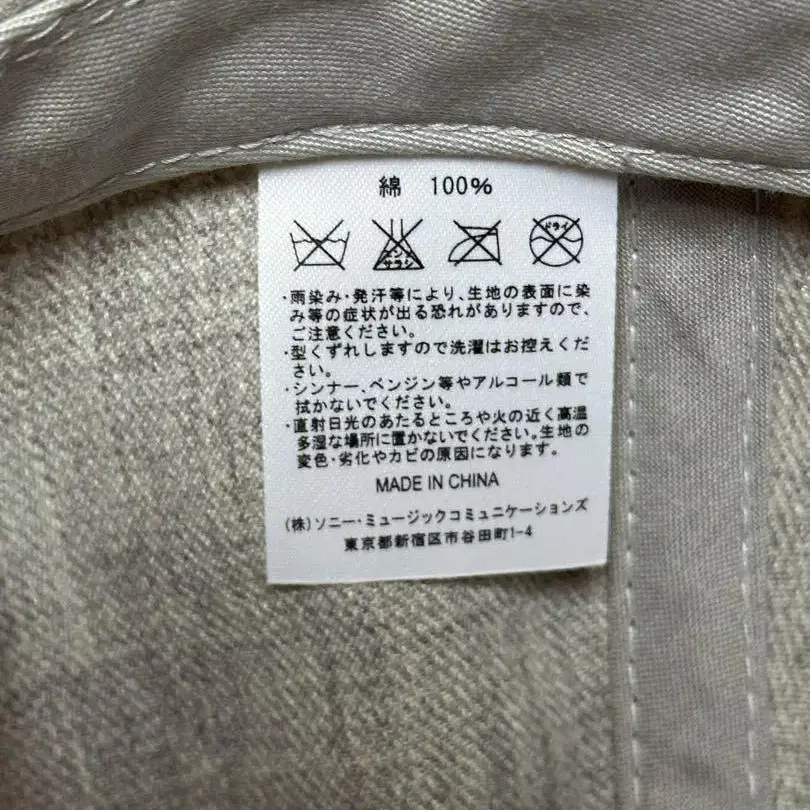 綿 100%
エンソ
サラシ
ドライ
・雨染み・発汗等により、生地の表面に染
み等の症状が出る恐れがありますので、
ご注意ください。
・型くずれしますので洗濯はお控えくだ
さい。
・シンナー、ベンジン等やアルコール類で
拭かないでください。
・直射日光のあたるところや火の近く高温
多湿な場所に置かないでください。生地の
変色・劣化やカビの原因になります。
MADE IN CHINA
(株)ソニー・ミュージックコミュニケーションズ
東京都新宿区市谷田町1-4